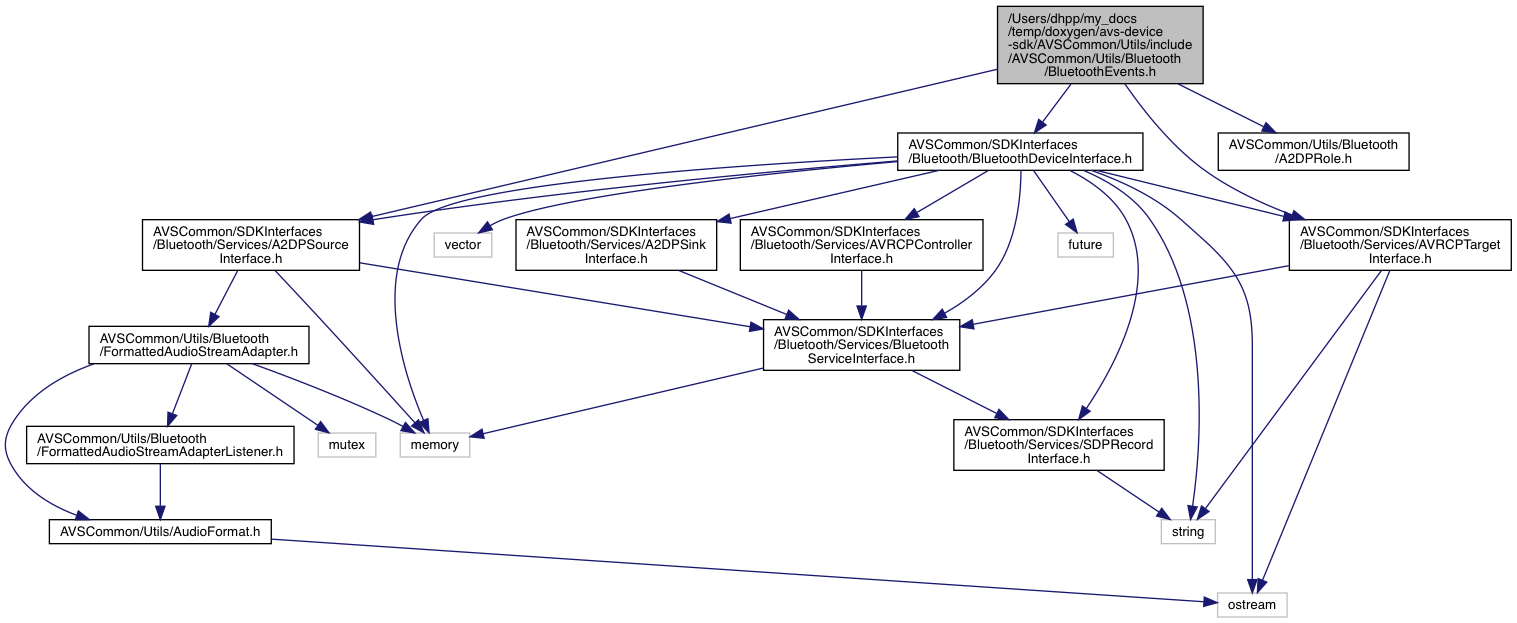 /Users/dhpp/my_docs
/temp/doxygen/avs-device
-sdk/AVSCommon/Utils/include
/AVSCommon/Utils/Bluetooth
/BluetoothEvents.h
AVSCommon/SDKInterfaces
/Bluetooth/BluetoothDeviceInterface.h
AVSCommon/Utils/Bluetooth
/A2DPRole.h
AVSCommon/SDKInterfaces
/Bluetooth/Services/A2DPSource
Interface.h
vector
AVSCommon/SDKInterfaces
/Bluetooth/Services/A2DPSink
Interface.h
AVSCommon/SDKInterfaces
/Bluetooth/Services/AVRCPController
Interface.h
future
AVSCommon/SDKInterfaces
/Bluetooth/Services/AVRCPTarget
Interface.h
AVSCommon/Utils/Bluetooth
/FormattedAudioStreamAdapter.h
AVSCommon/SDKInterfaces
/Bluetooth/Services/Bluetooth
ServiceInterface.h
AVSCommon/Utils/Bluetooth
/FormattedAudioStreamAdapterListener.h
mutex
memory
AVSCommon/SDKInterfaces
/Bluetooth/Services/SDPRecord
Interface.h
AVSCommon/Utils/AudioFormat.h
string
ostream